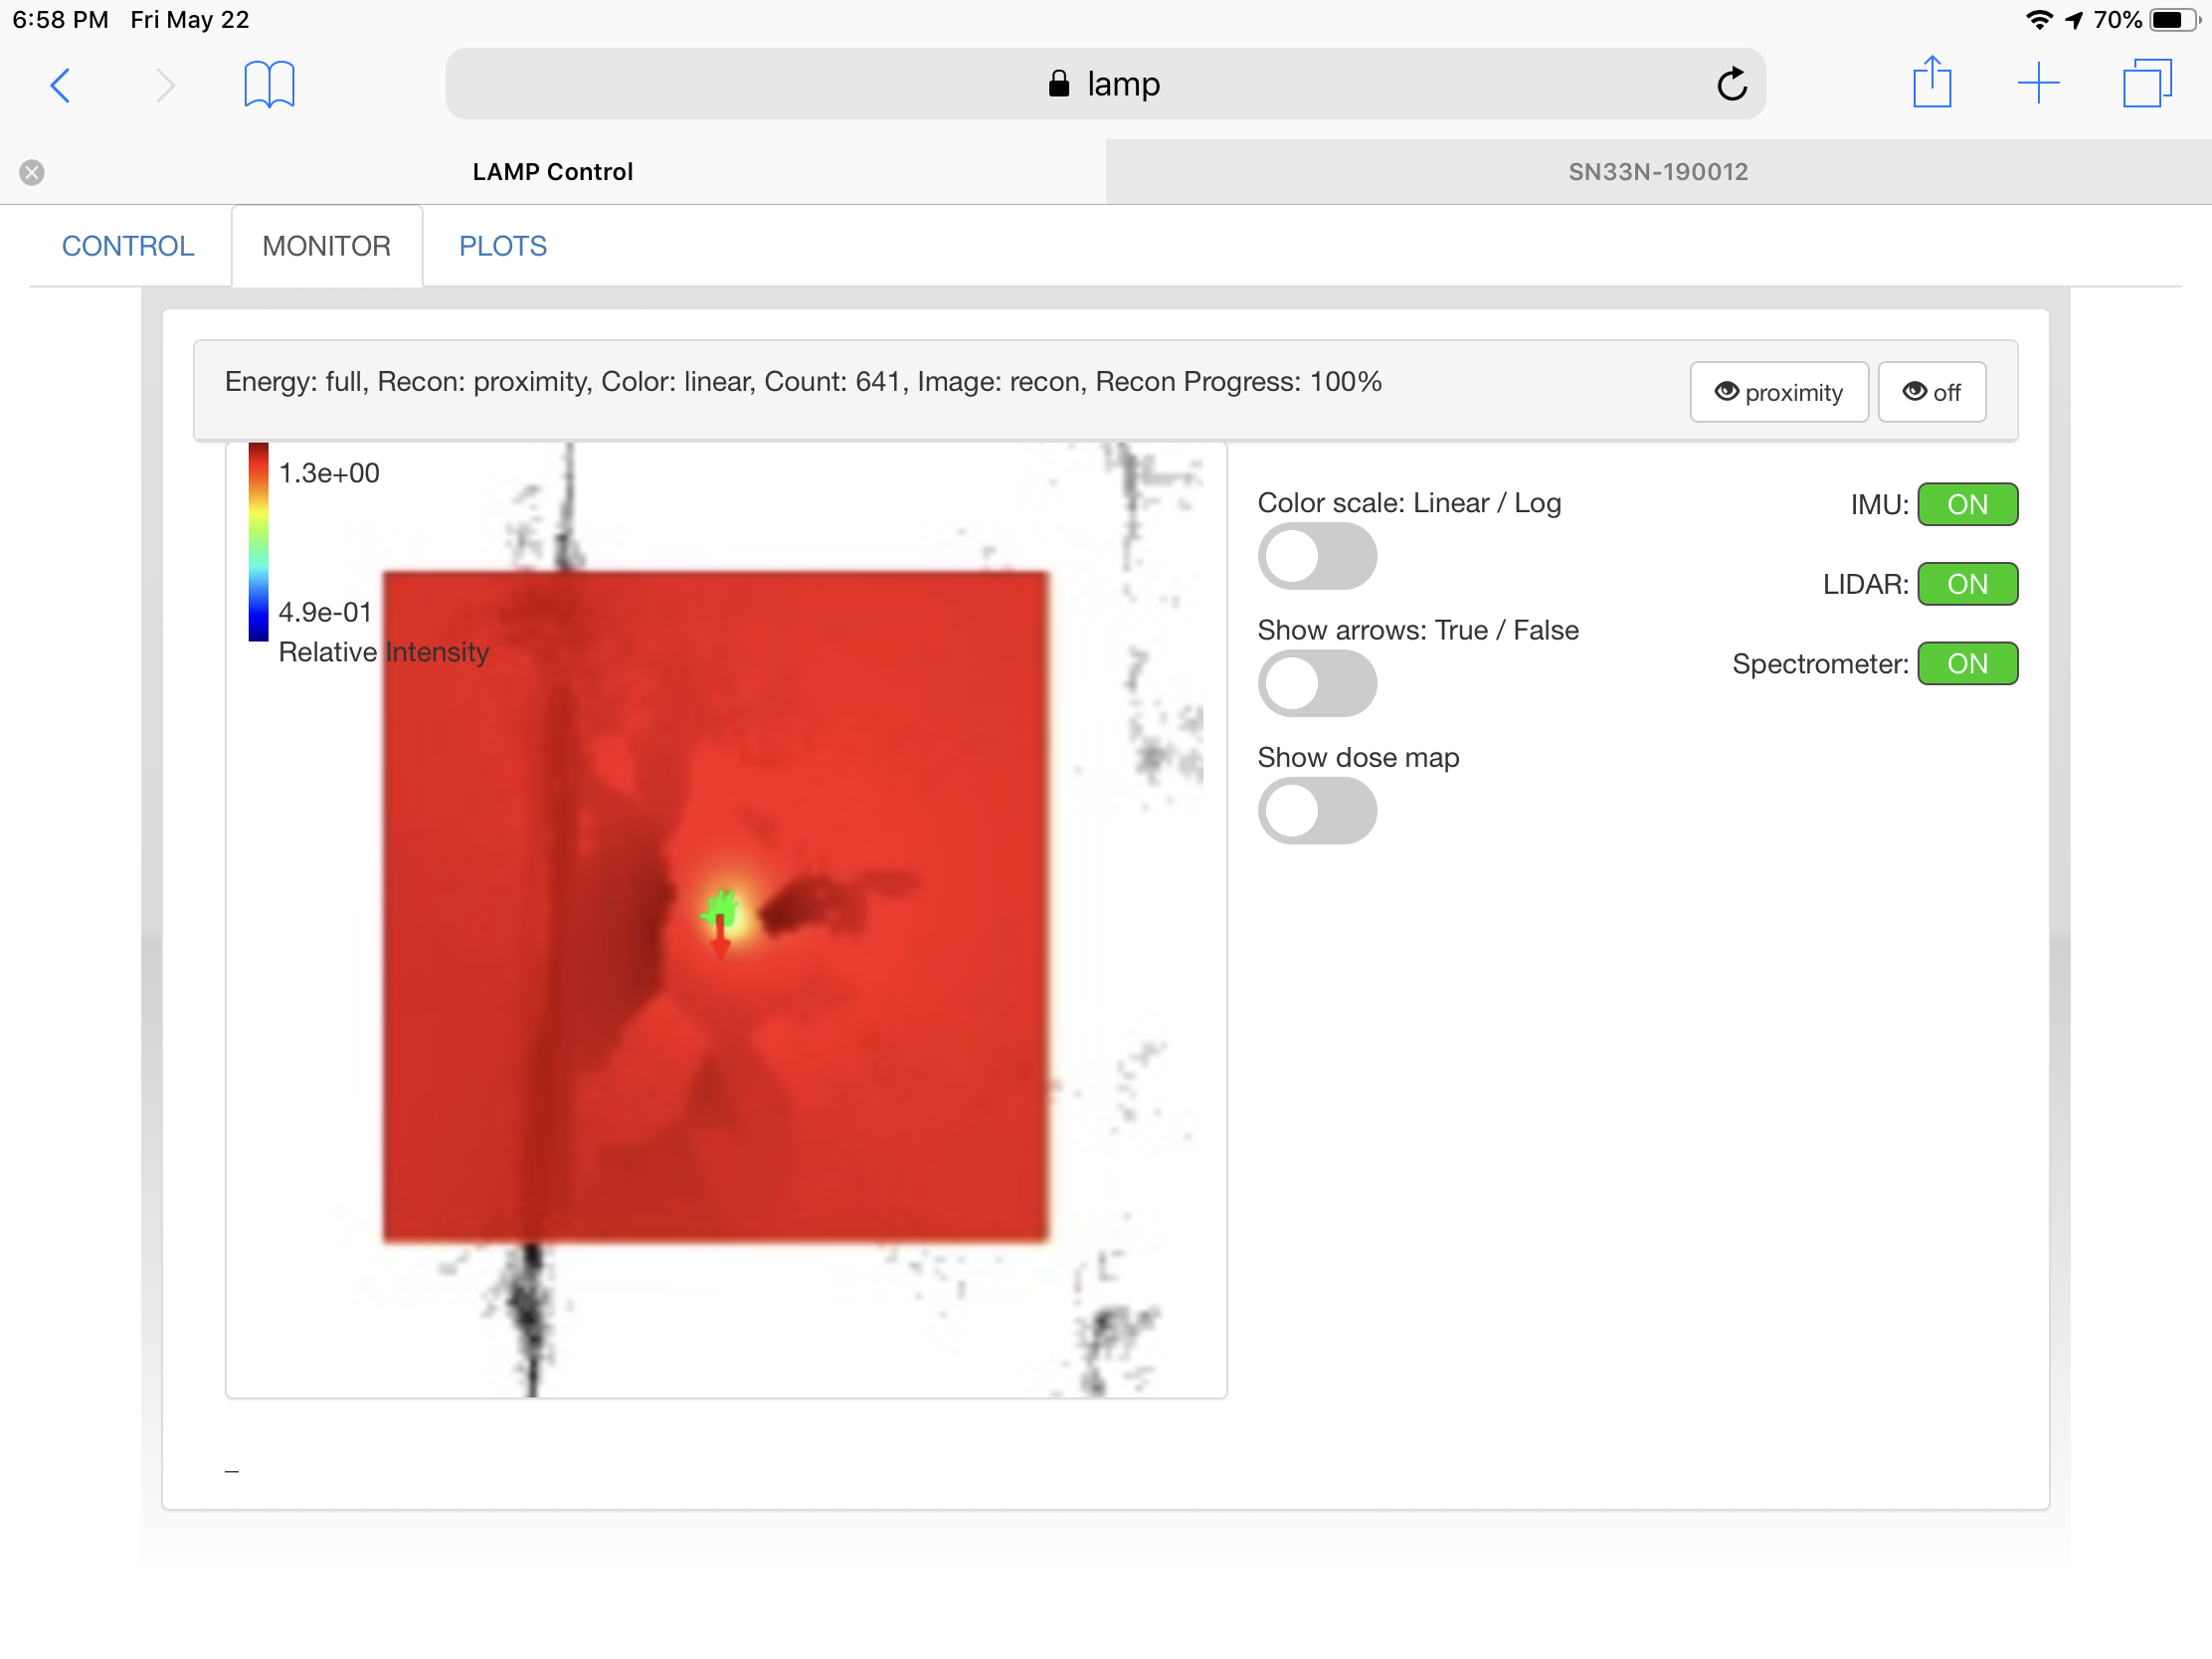 6:58 PM Fri May 22 70%
lamp
LAMP Control SN33N-190012
CONTROL MONITOR PLOTS
Energy: full, Recon: proximity, Color: linear, Count: 641, Image: recon, Recon Progress: 100% proximity off
1.3e+00
4.9e-01
Relative Intensity
Color scale: Linear / Log
Show arrows: True / False
Show dose map
IMU: ON
LIDAR: ON
Spectrometer: ON
_